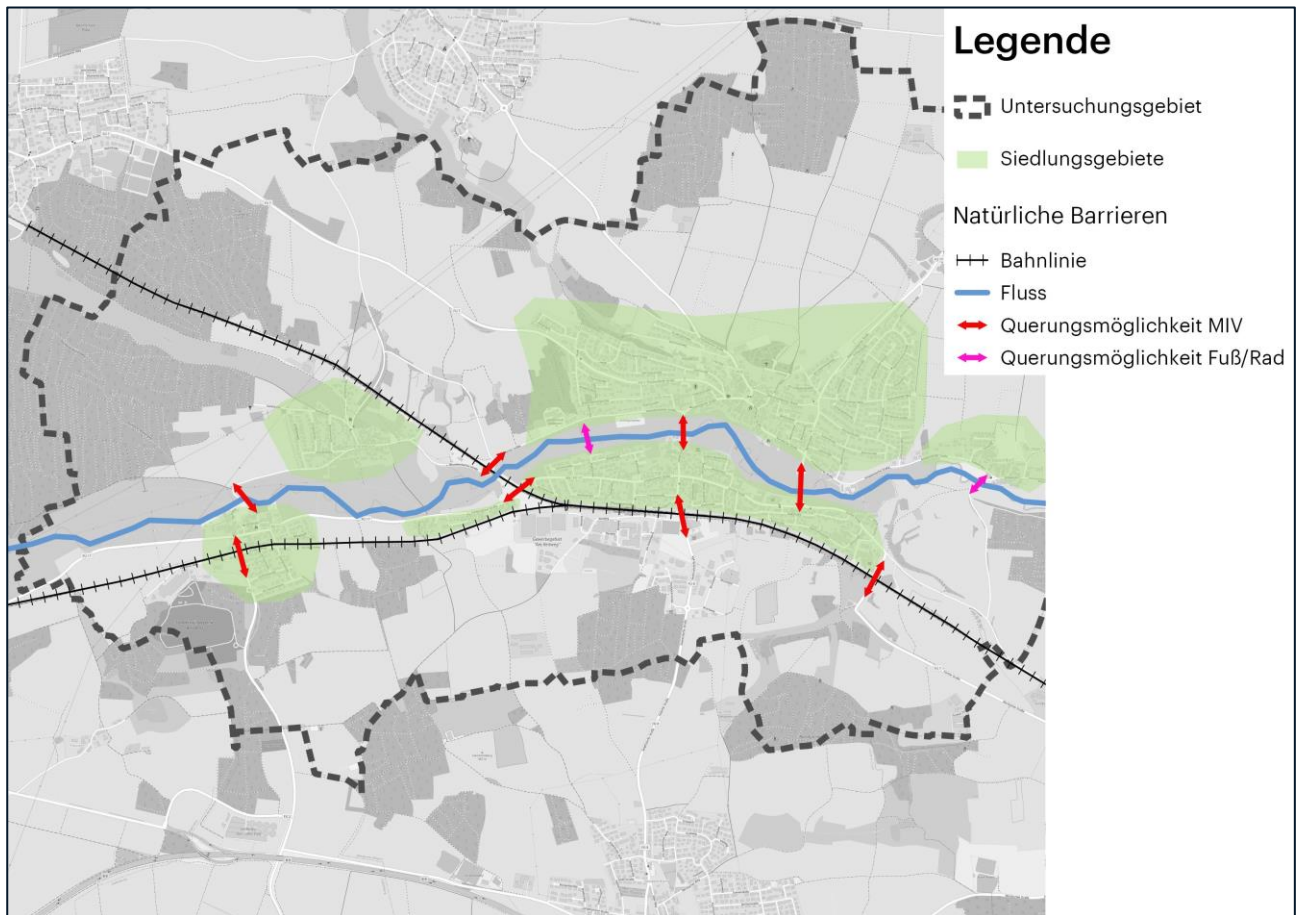 Legende
Untersuchungsgebiet
Siedlungsgebiete
Natürliche Barrieren
Bahnlinie
Fluss
Querungsmöglichkeit MIV
Querungsmöglichkeit Fuß/Rad